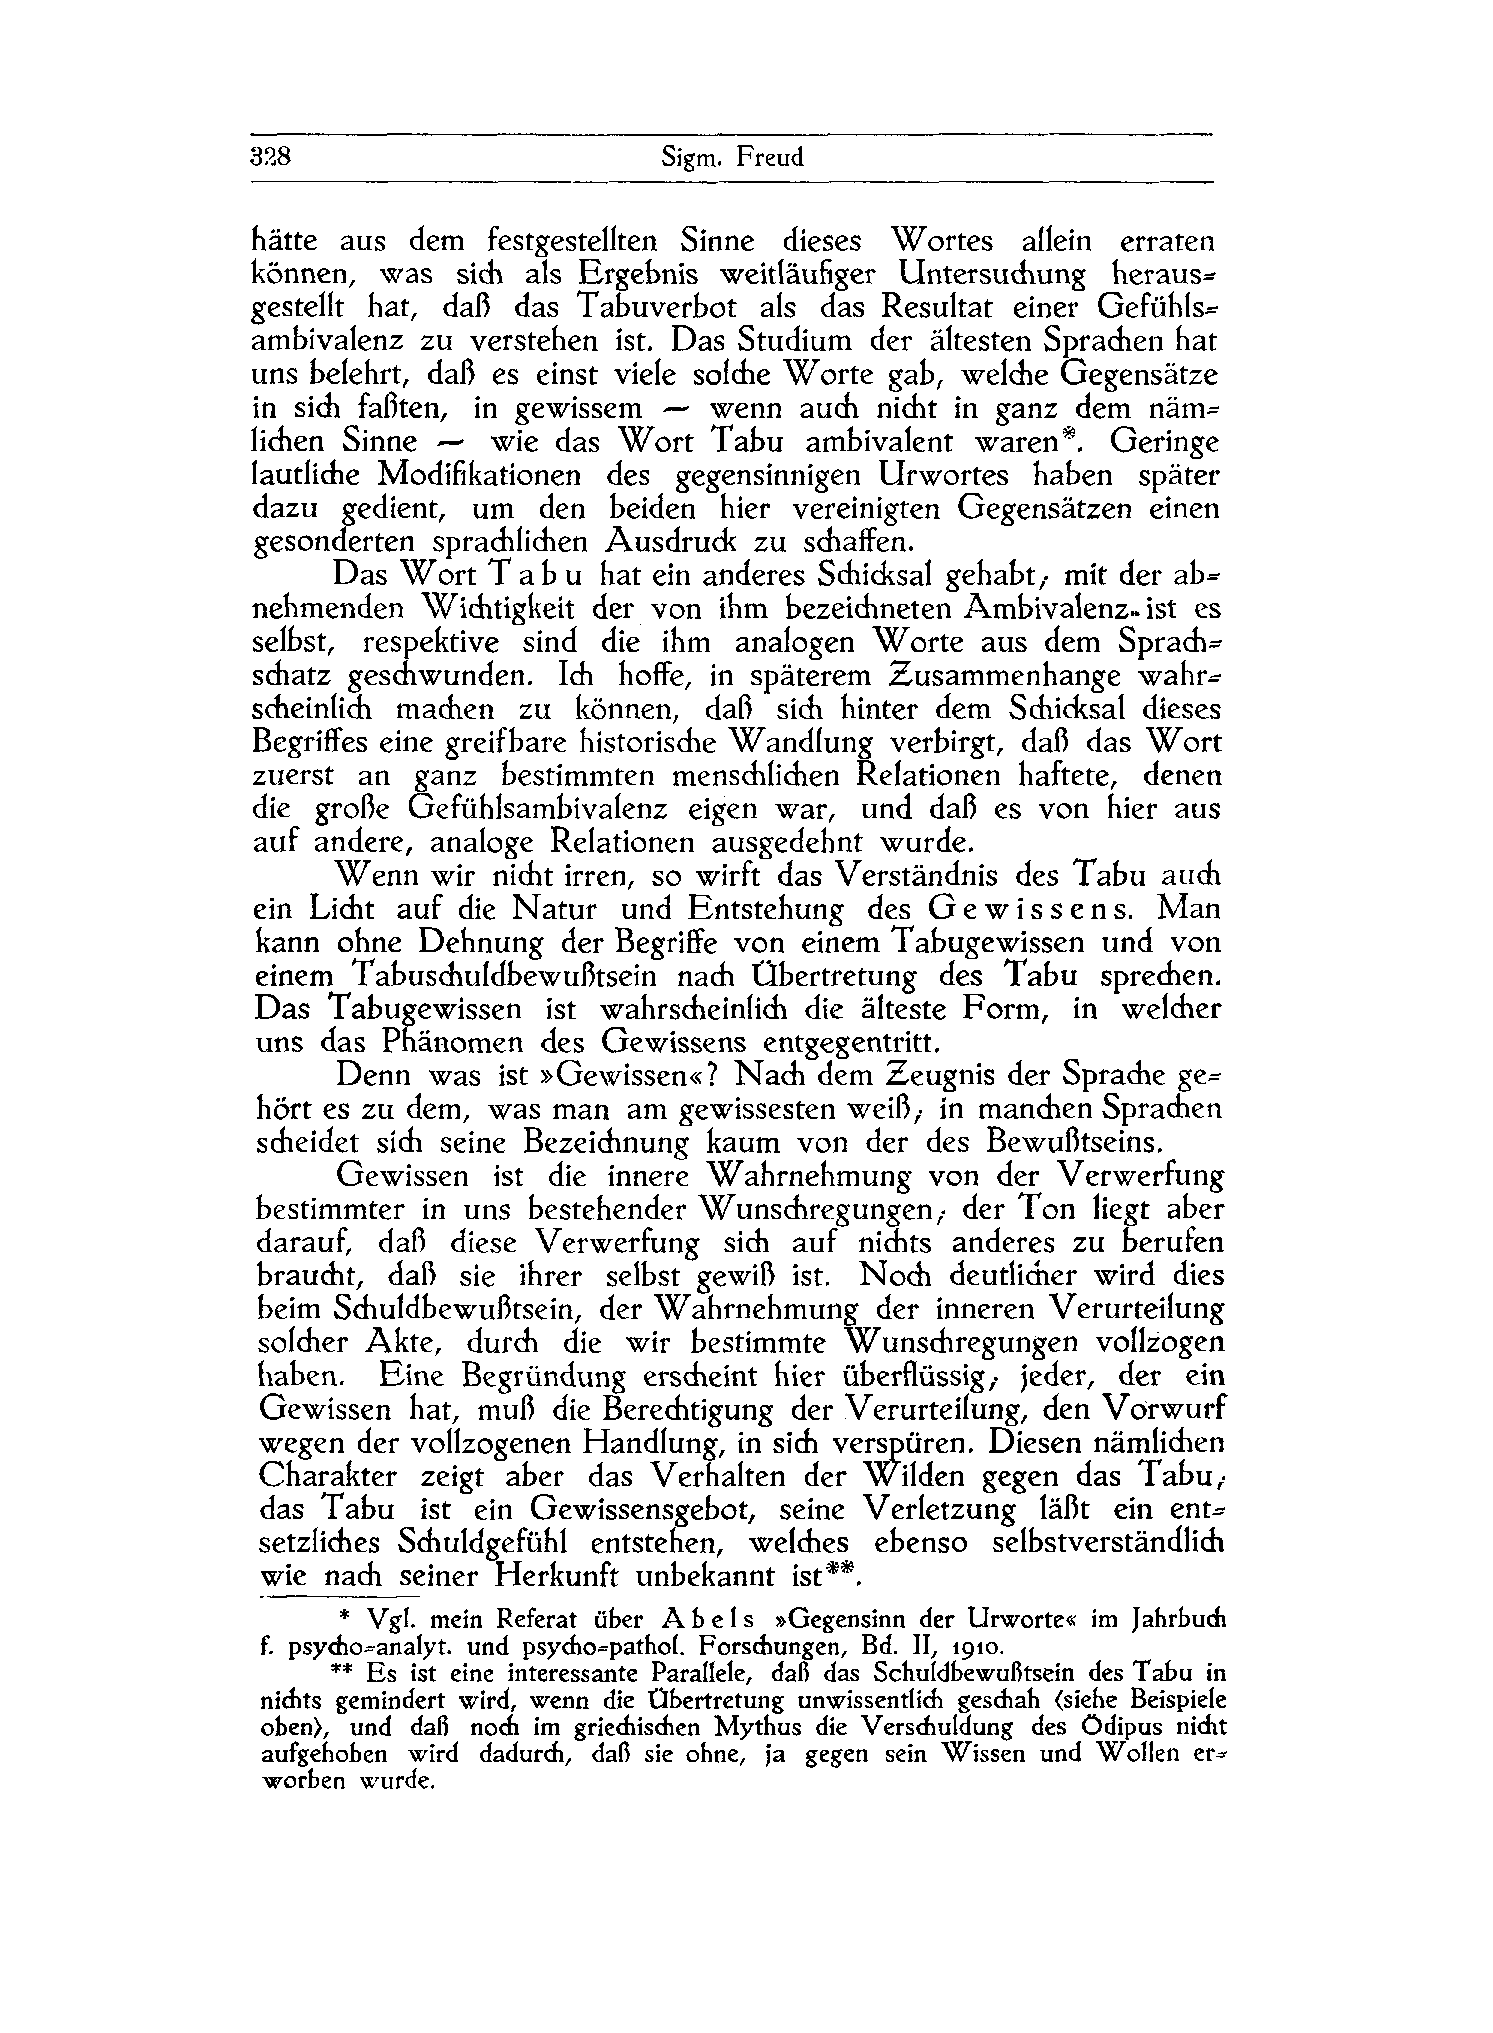 328
Sigm. Freud
hätte aus dem festgestellten Sinne dieses Wortes allein erraten
können, was sich als Ergebnis weitläufiger Untersuchung heraus-
gestellt hat, daß das Tabuverbot als das Resultat einer Gefühls-
ambivalenz zu verstehen ist. Das Studium der ältesten Sprachen hat
uns belehrt, daß es einst viele solche Worte gab, welche Gegensätze
in sich faßten, in gewissem — wenn auch nicht in ganz dem näm-
lichen Sinne — wie das Wort Tabu ambivalent waren*. Geringe
lautliche Modifikationen des gegensinnigen Urwortes haben später
dazu gedient, um den beiden hier vereinigten Gegensätzen einen
gesonderten sprachlichen Ausdruck zu schaffen.
Das Wort Tabu hat ein anderes Schicksal gehabt; mit der ab-
nehmenden Wichtigkeit der von ihm bezeichneten Ambivalenz ist es
selbst, respektive sind die ihm analogen Worte aus dem Sprach-
schatz geschwunden. Ich hoffe, in späterem Zusammenhange wahr-
scheinlich machen zu können, daß sich hinter dem Schicksal dieses
Begriffes eine greifbare historische Wandlung verbirgt, daß das Wort
zuerst an ganz bestimmten menschlichen Relationen haftete, denen
die große Gefühlsambivalenz eigen war, und daß es von hier aus
auf andere, analoge Relationen ausgedehnt wurde.
Wenn wir nicht irren, so wirft das Verständnis des Tabu auch
ein Licht auf die Natur und Entstehung des Gewissens. Man
kann ohne Dehnung der Begriffe von einem Tabugewissen und von
einem Tabuschuldbewußtsein nach Übertretung des Tabu sprechen.
Das Tabugewissen ist wahrscheinlich die älteste Form, in welcher
uns das Phänomen des Gewissens entgegentritt.
Denn was ist »Gewissen«? Nach dem Zeugnis der Sprache ge-
hört es zu dem, was man am gewissesten weiß; in manchen Sprachen
scheidet sich seine Bezeichnung kaum von der des Bewußtseins.
Gewissen ist die innere Wahrnehmung von der Verwerfung
bestimmter in uns bestehender Wunschregungen; der Ton liegt aber
darauf, daß diese Verwerfung sich auf nichts anderes zu berufen
braucht, daß sie ihrer selbst gewiß ist. Noch deutlicher wird dies
beim Schuldbewußtsein, der Wahrnehmung der inneren Verurteilung
solcher Akte, durch die wir bestimmte Wunschregungen vollzogen
haben. Eine Begründung erscheint hier überflüssig; jeder, der ein
Gewissen hat, muß die Berechtigung der Verurteilung, den Vorwurf
wegen der vollzogenen Handlung, in sich verspüren. Diesen nämlichen
Charakter zeigt aber das Verhalten der Wilden gegen das Tabu;
das Tabu ist ein Gewissensgebot, seine Verletzung läßt ein ent-
setzliches Schuldgefühl entstehen, welches ebenso selbstverständlich
wie nach seiner Herkunft unbekannt ist**.
* Vgl. mein Referat über Abels »Gegensinn der Urworte« im Jahrbuch
f. psycho-analyt. und psycho-pathol. Forschungen, Bd. II, 1910.
** Es ist eine interessante Parallele, daß das Schuldbewußtsein des Tabu in
nichts gemindert wird, wenn die Übertretung unwissentlich geschah (siehe Beispiele
oben), und daß noch im griechischen Mythus die Verschuldung des Ödipus nicht
aufgehoben wird dadurch, daß sie ohne, ja gegen sein Wissen und Wollen er-
worben wurde.